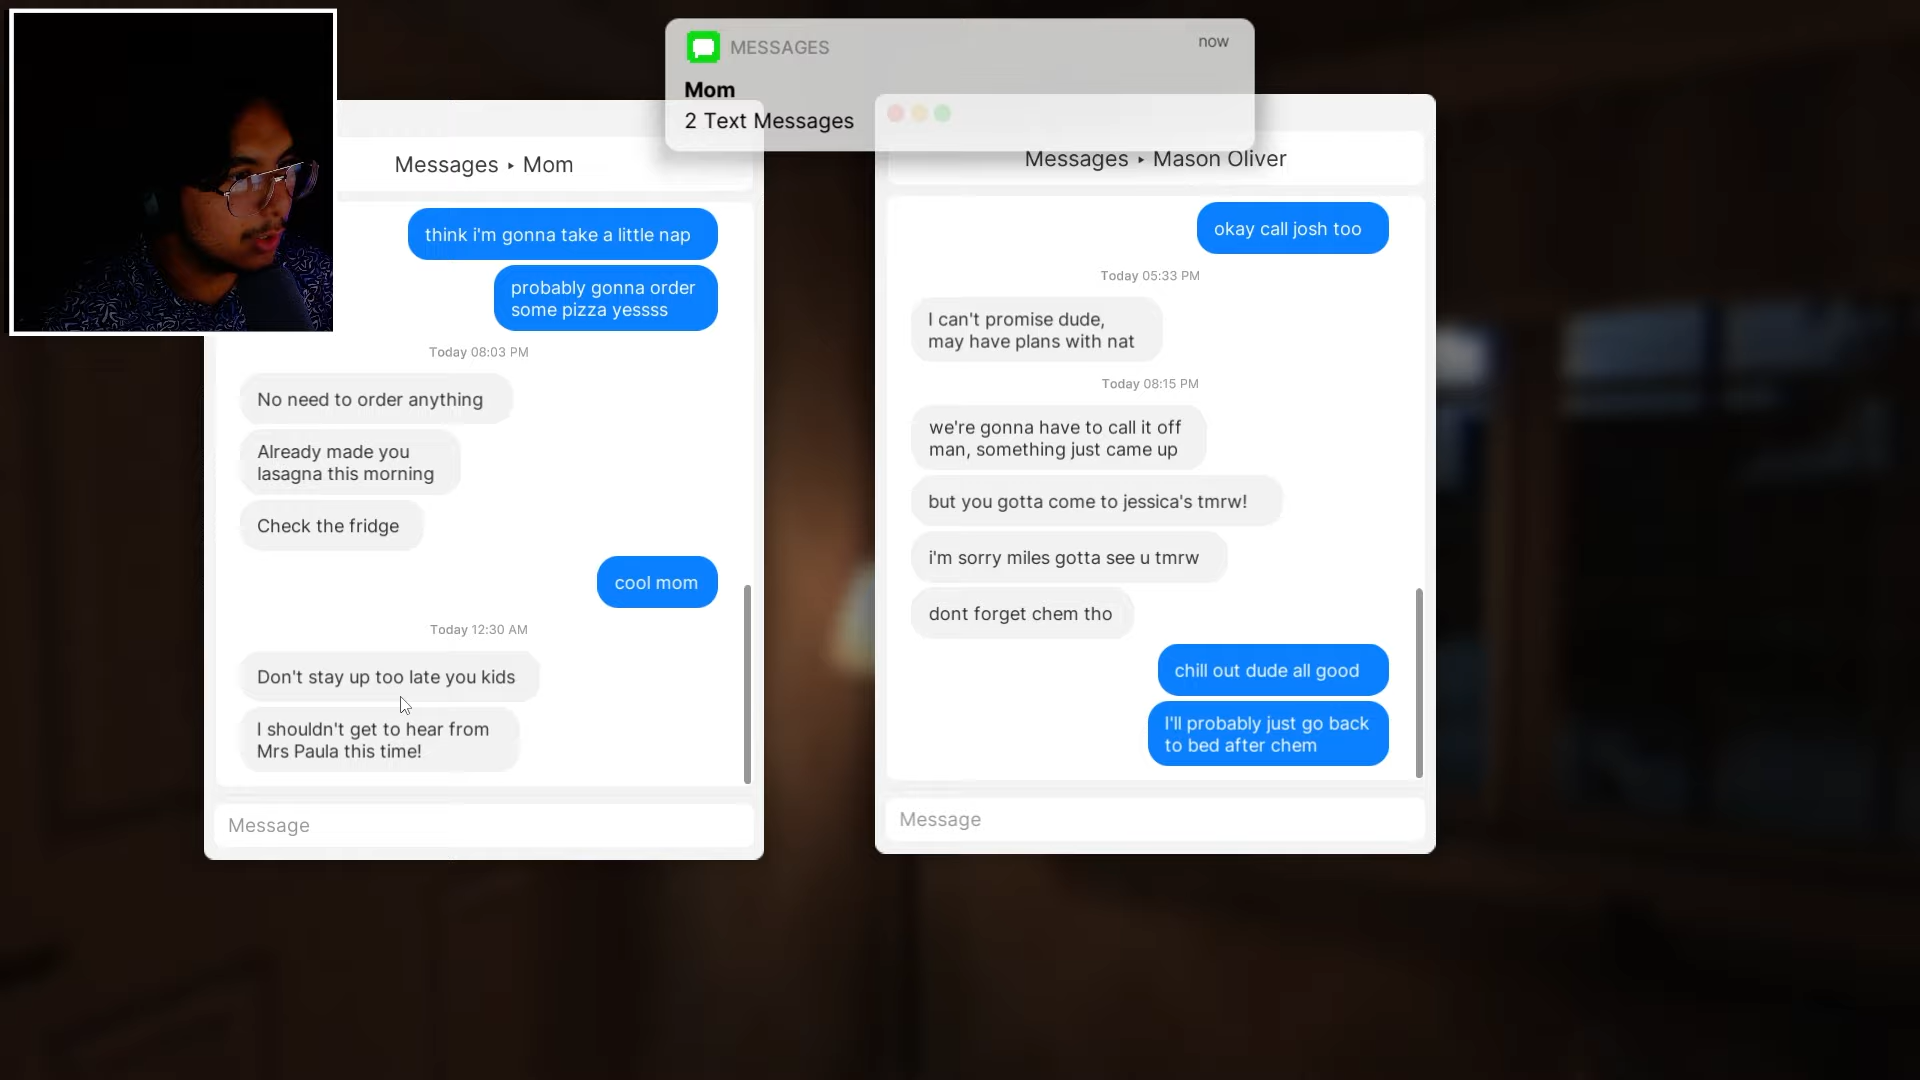 MESSAGES
now
Mom
2 Text Messages
Messages ‣ Mom
think i'm gonna take a little nap
probably gonna order
some pizza yessss
Today 08:03 PM
No need to order anything
Already made you
lasagna this morning
Check the fridge
cool mom
Today 12:30 AM
Don't stay up too late you kids
I shouldn't get to hear from
Mrs Paula this time!
Message
Messages ‣ Mason Oliver
okay call josh too
Today 05:33 PM
I can't promise dude,
may have plans with nat
Today 08:15 PM
we're gonna have to call it off
man, something just came up
but you gotta come to jessica's tmrw!
i'm sorry miles gotta see u tmrw
dont forget chem tho
chill out dude all good
I'll probably just go back
to bed after chem
Message